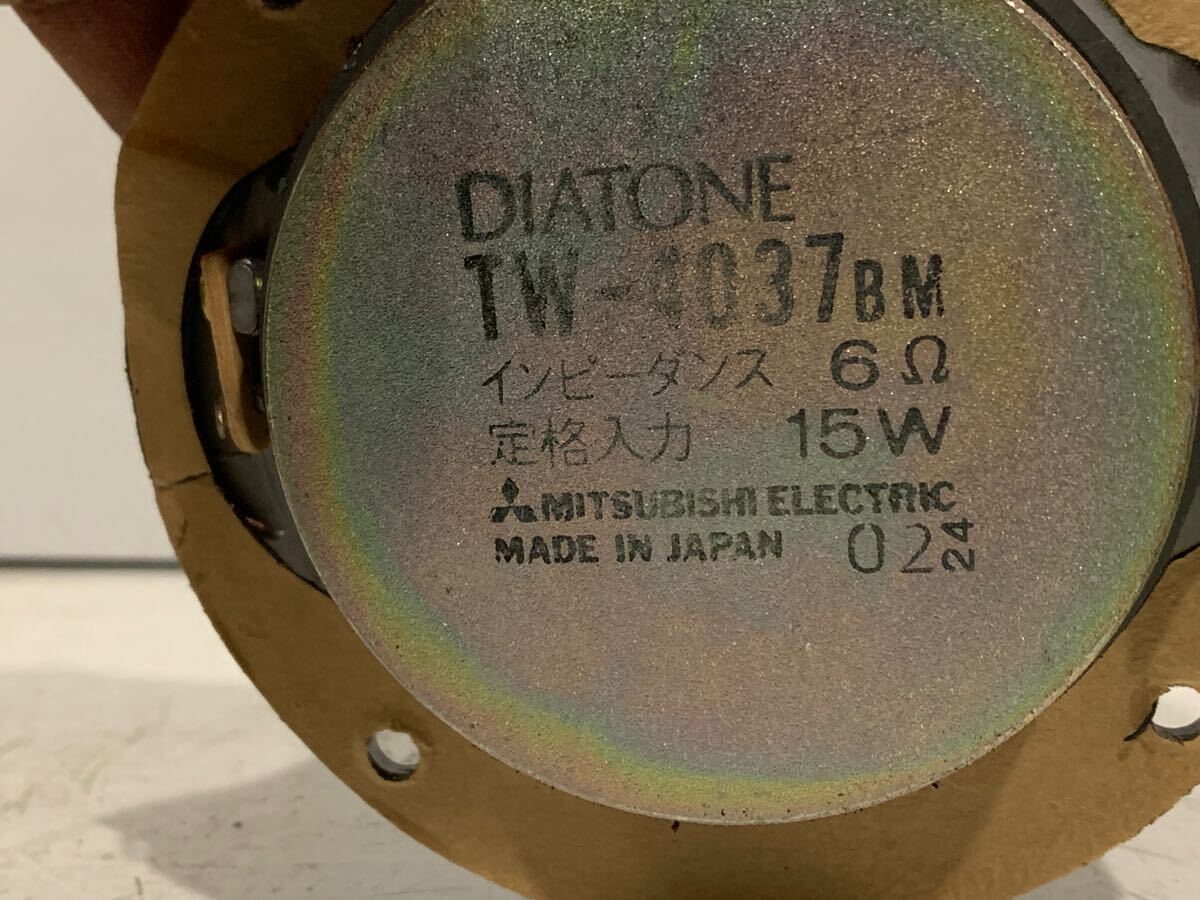 DIATONE
TW-4037BM
インピーダンス 6Ω
定格入力 15W
MITSUBISHI ELECTRIC
MADE IN JAPAN 02 24